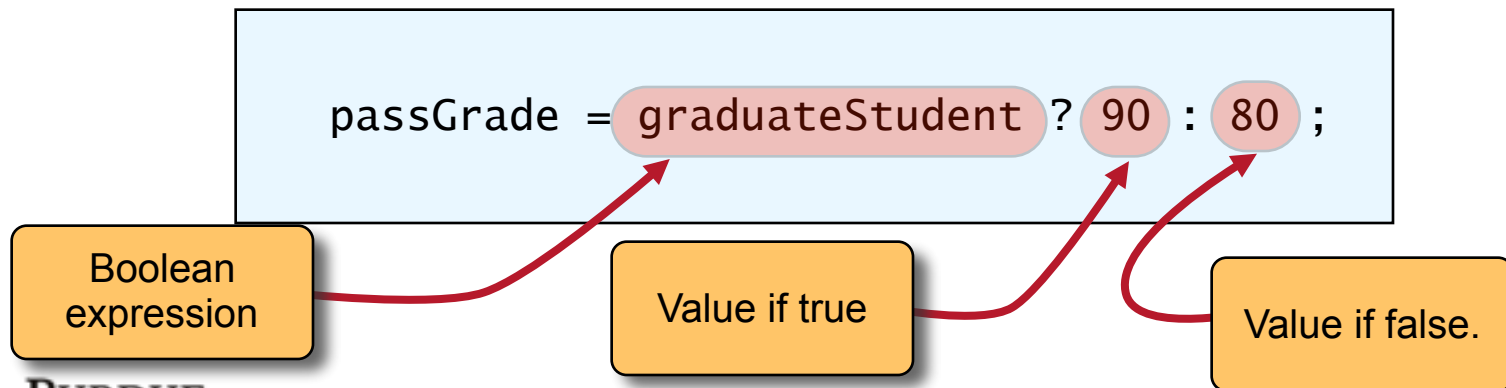 passGrade = graduateStudent ? 90 : 80 ;
Boolean
expression
Value if true
Value if false.